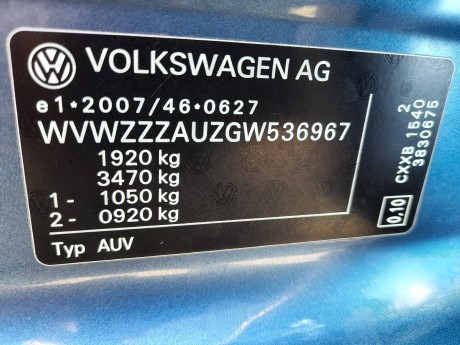 VOLKSWAGEN AG
e1*2007/46*0627
WVWZZZAUZGW536967
1920 kg
3470 kg
1- 1050 kg
2- 0920 kg
Typ AUV
2
CXXB 1540
3830675
0,10